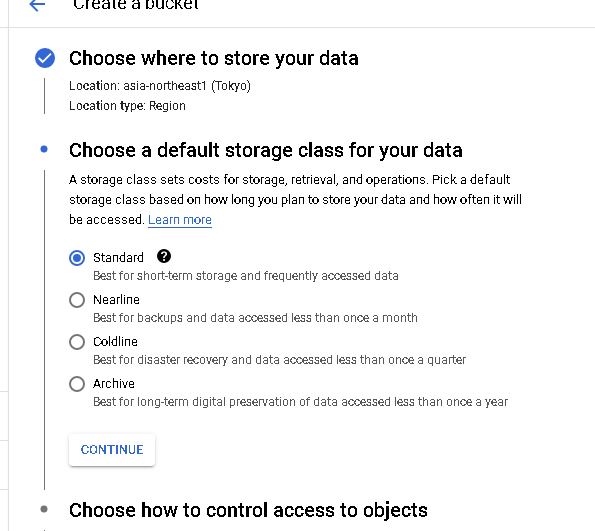 Create a bucket
Choose where to store your data
Location: asia-northeast1 (Tokyo)
Location type: Region
Choose a default storage class for your data
A storage class sets costs for storage, retrieval, and operations. Pick a default
storage class based on how long you plan to store your data and how often it will
be accessed. Learn more
Standard ?
Best for short-term storage and frequently accessed data
Nearline
Best for backups and data accessed less than once a month
Coldline
Best for disaster recovery and data accessed less than once a quarter
Archive
Best for long-term digital preservation of data accessed less than once a year
CONTINUE
Choose how to control access to objects